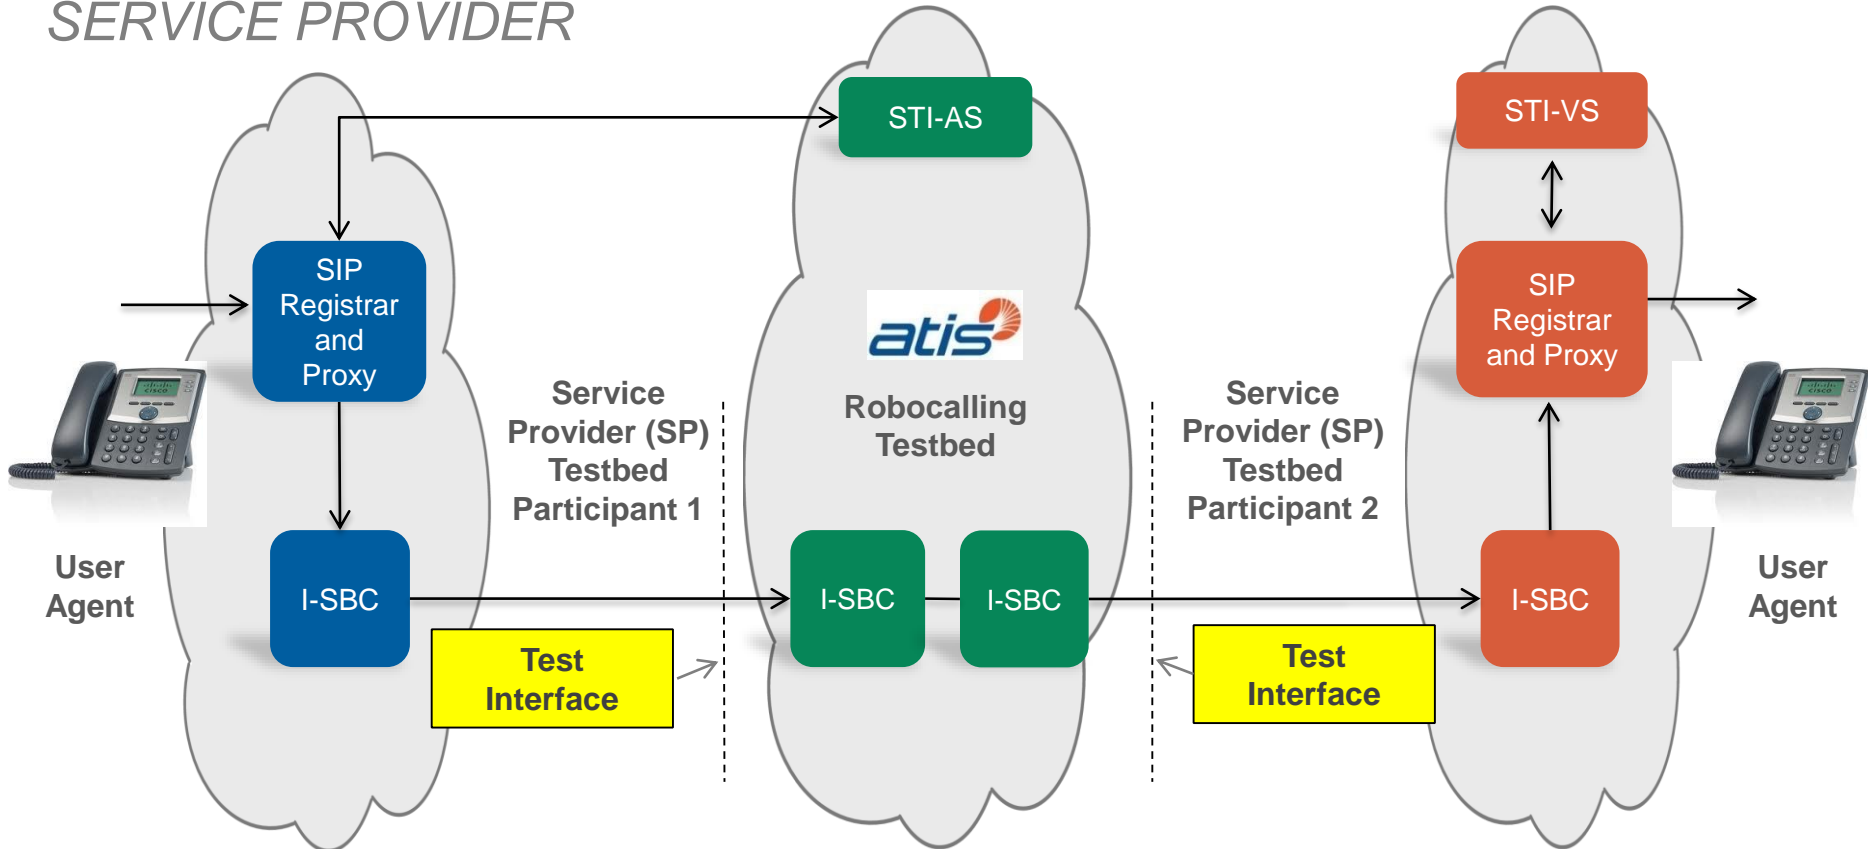 SERVICE PROVIDER
STI-AS
STI-VS
SIP
Registrar
and
Proxy
SIP
Registrar
and Proxy
atis
Service
Provider (SP)
Testbed
Participant 1
Robocalling
Testbed
Service
Provider (SP)
Testbed
Participant 2
User
Agent
I-SBC
I-SBC
I-SBC
I-SBC
User
Agent
Test
Interface
Test
Interface